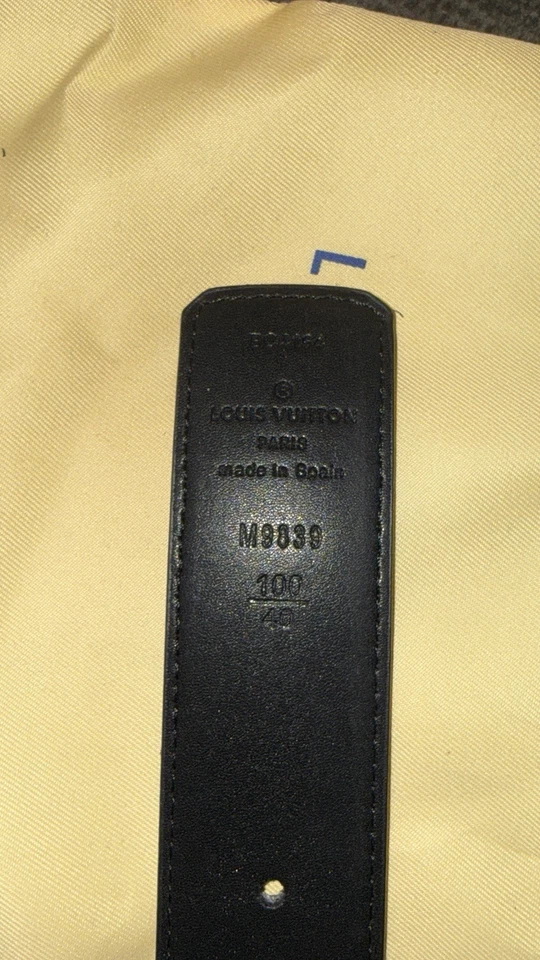 L
®
LOUIS VUITTON
PARIS
made in Spain
M9839
100
40